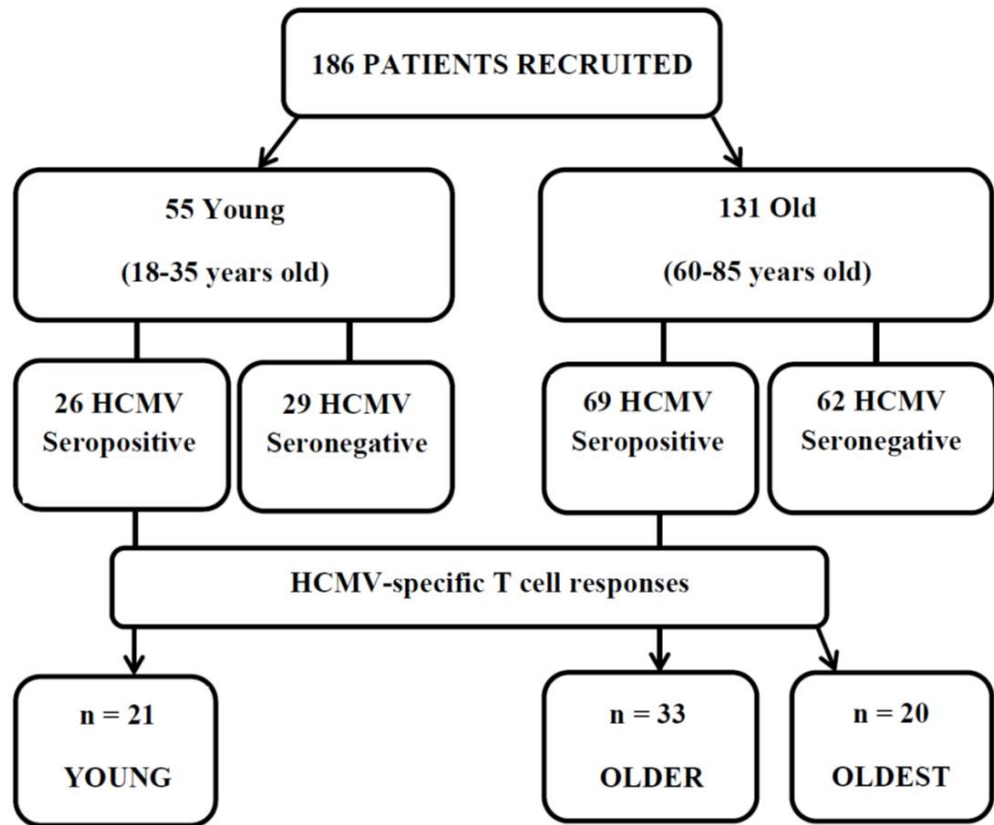 186 PATIENTS RECRUITED
55 Young
(18-35 years old)
131 Old
(60-85 years old)
26 HCMV
Seropositive
29 HCMV
Seronegative
69 HCMV
Seropositive
62 HCMV
Seronegative
HCMV-specific T cell responses
n = 21
YOUNG
n = 33
OLDER
n = 20
OLDEST